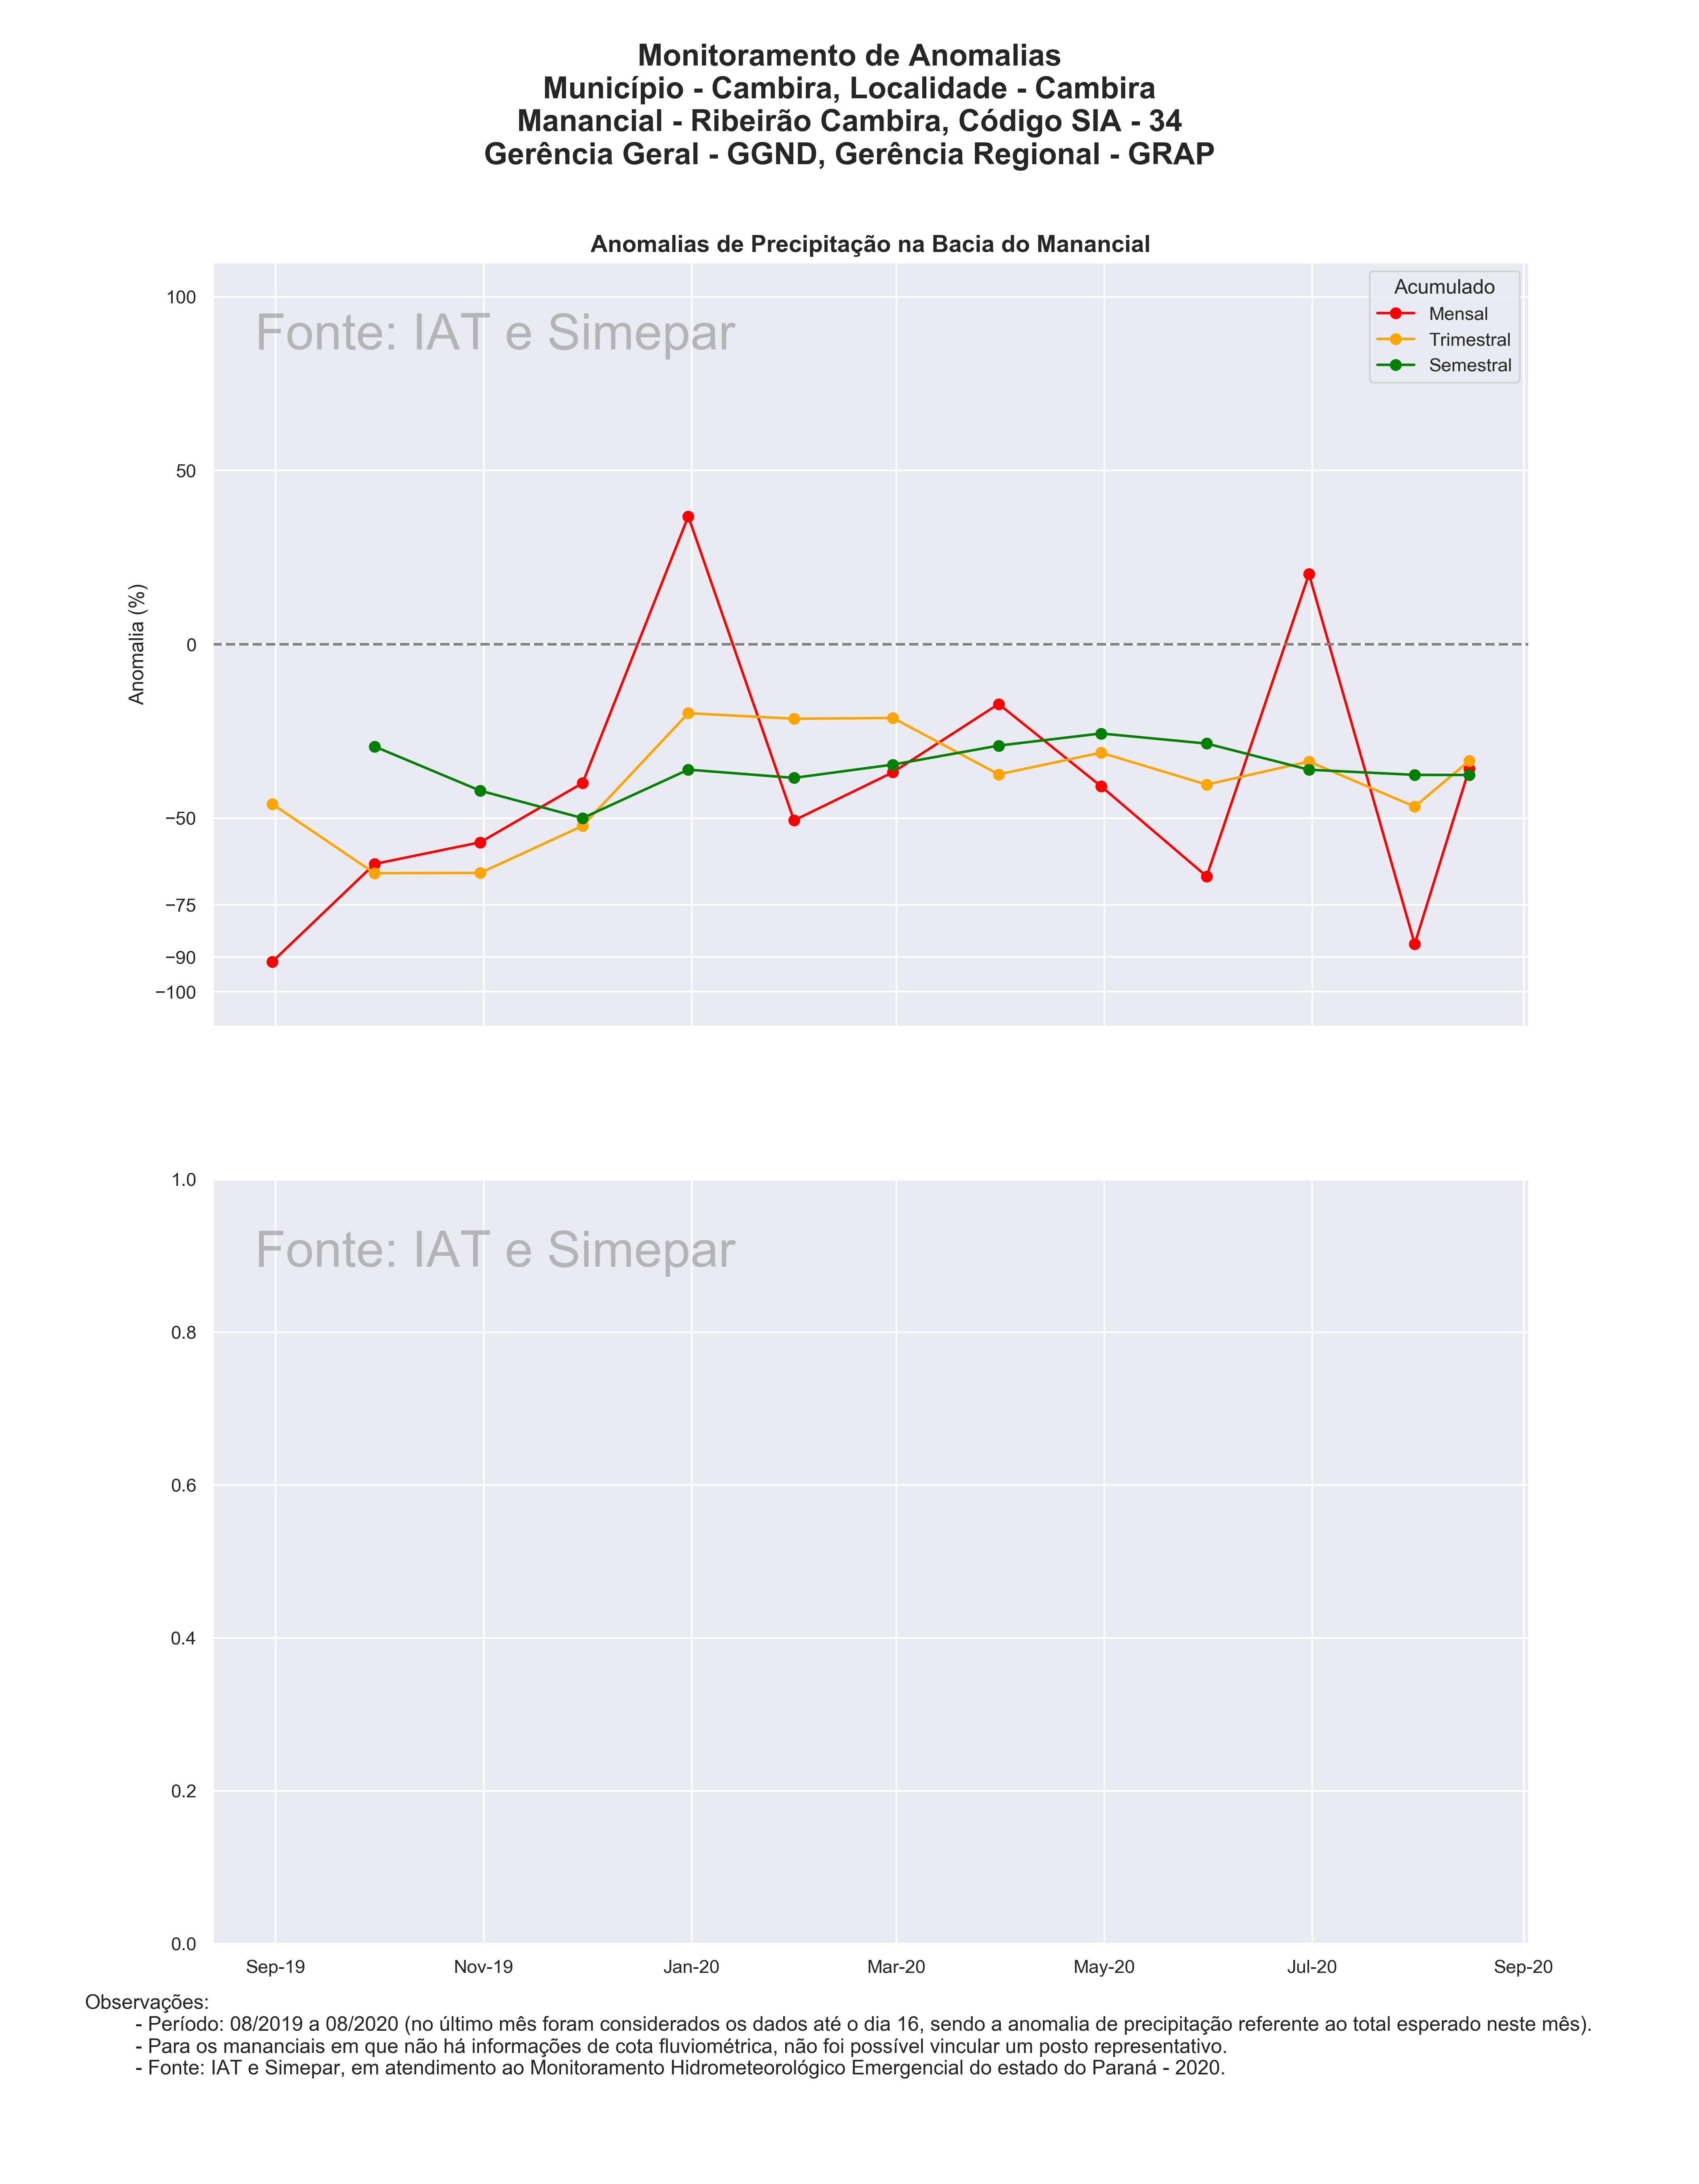 Monitoramento de Anomalias
Município - Cambira, Localidade - Cambira
Manancial - Ribeirão Cambira, Código SIA - 34
Gerência Geral - GGND, Gerência Regional - GRAP
Anomalias de Precipitação na Bacia do Manancial
Fonte: IAT e Simepar
Acumulado
Mensal
Trimestral
Semestral
Anomalia (%)
100
50
0
−50
−75
−90
−100
Fonte: IAT e Simepar
1.0
0.8
0.6
0.4
0.2
0.0
Sep-19 Nov-19 Jan-20 Mar-20 May-20 Jul-20 Sep-20
Observações:
- Período: 08/2019 a 08/2020 (no último mês foram considerados os dados até o dia 16, sendo a anomalia de precipitação referente ao total esperado neste mês).
- Para os mananciais em que não há informações de cota fluviométrica, não foi possível vincular um posto representativo.
- Fonte: IAT e Simepar, em atendimento ao Monitoramento Hidrometeorológico Emergencial do estado do Paraná - 2020.